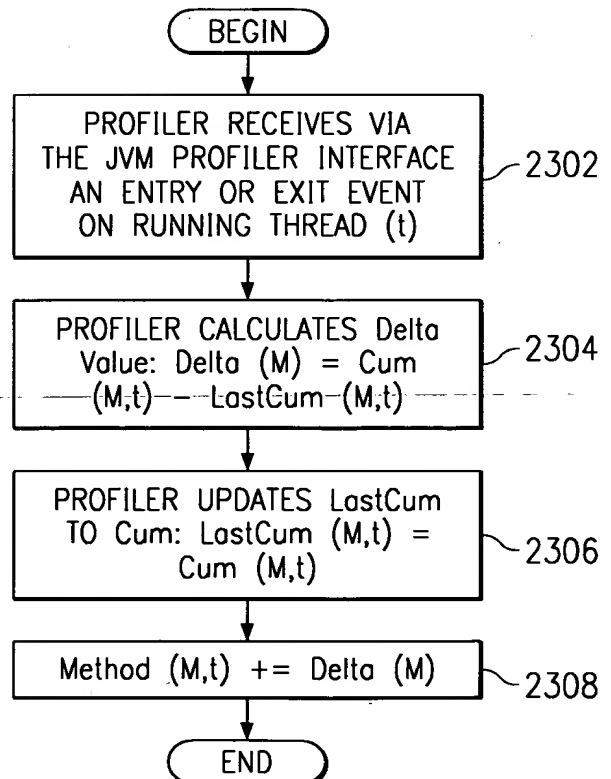 BEGIN
PROFILER RECEIVES VIA
THE JVM PROFILER INTERFACE
AN ENTRY OR EXIT EVENT
ON RUNNING THREAD (t)
2302
PROFILER CALCULATES Delta
Value: Delta (M) = Cum
(M,t) – LastCum (M,t)
2304
PROFILER UPDATES LastCum
TO Cum: LastCum (M,t) =
Cum (M,t)
2306
Method (M,t) += Delta (M)
2308
END